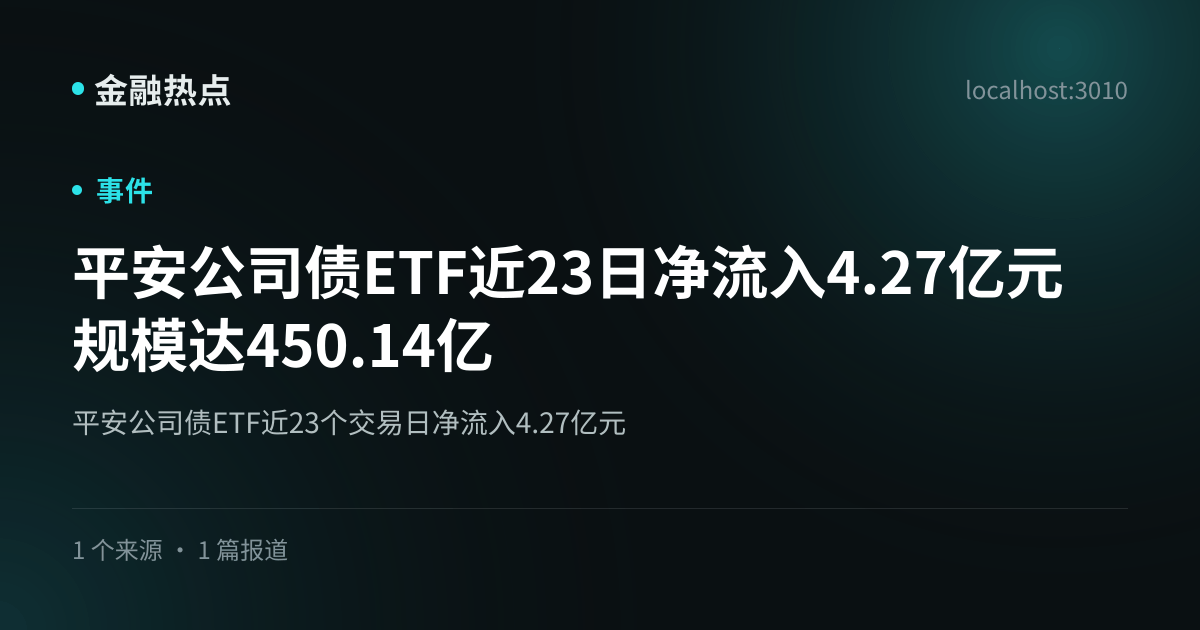 金融热点
localhost:3010
事件
平安公司债ETF近23日净流入4.27亿元
规模达450.14亿
平安公司债ETF近23个交易日净流入4.27亿元
1 个来源 · 1 篇报道